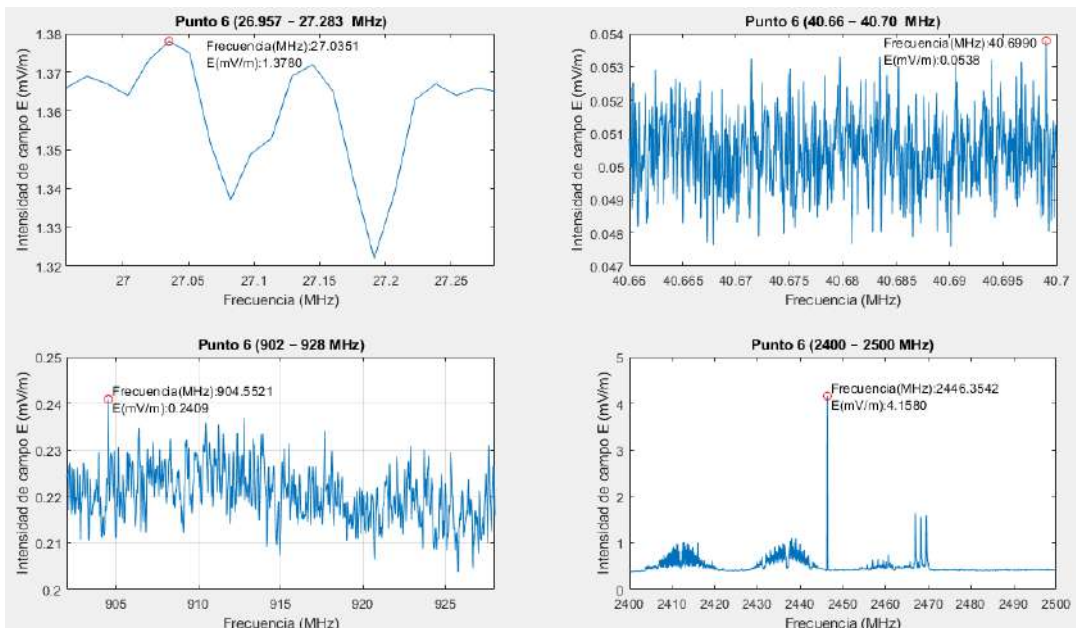 Punto 6 (26.957 – 27.283 MHz)
Intensidad de campo E (mV/m)
1.38
1.37
1.36
1.35
1.34
1.33
1.32
Frecuencia(MHz):27.0351
E(mV/m):1.3780
27
27.05
27.1
27.15
27.2
27.25
Frecuencia (MHz)
Punto 6 (40.66 – 40.70 MHz)
Intensidad de campo E (mV/m)
0.054
0.053
0.052
0.051
0.05
0.049
0.048
0.047
Frecuencia(MHz):40.6990
E(mV/m):0.0538
40.66
40.665
40.67
40.675
40.68
40.685
40.69
40.695
40.7
Frecuencia (MHz)
Punto 6 (902 – 928 MHz)
Intensidad de campo E (mV/m)
0.25
0.24
0.23
0.22
0.21
0.2
Frecuencia(MHz):904.5521
E(mV/m):0.2409
905
910
915
920
925
Frecuencia (MHz)
Punto 6 (2400 – 2500 MHz)
Intensidad de campo E (mV/m)
5
4
3
2
1
0
Frecuencia(MHz):2446.3542
E(mV/m):4.1580
2400
2410
2420
2430
2440
2450
2460
2470
2480
2490
2500
Frecuencia (MHz)